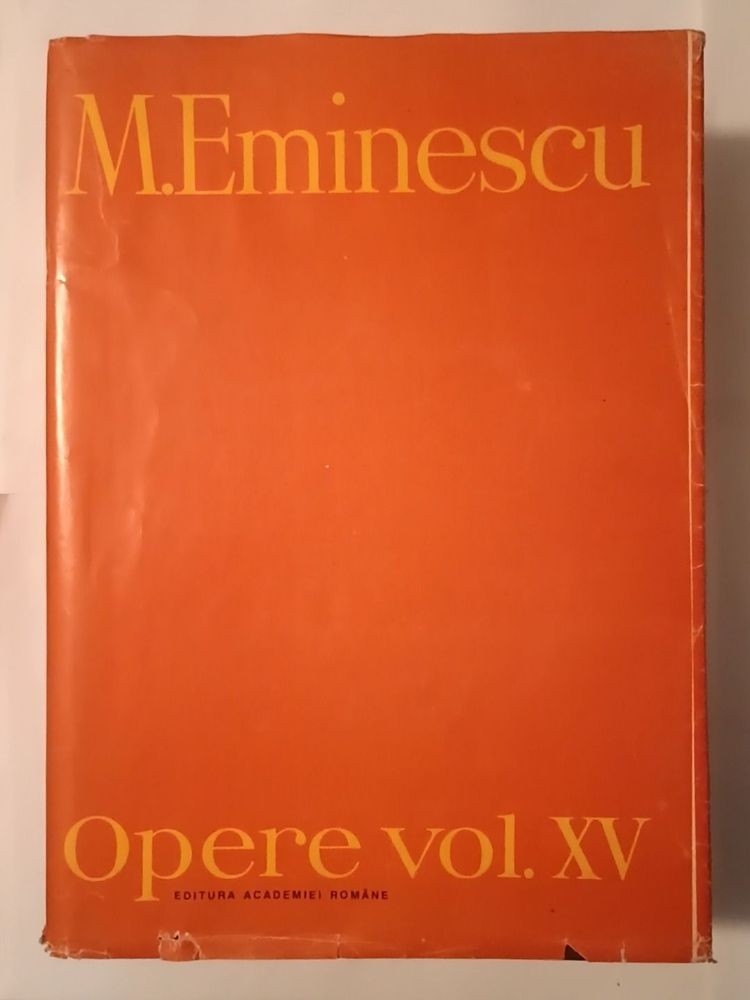 M.Eminescu
Opere vol. XV
EDITURA ACADEMIEI ROMÂNE